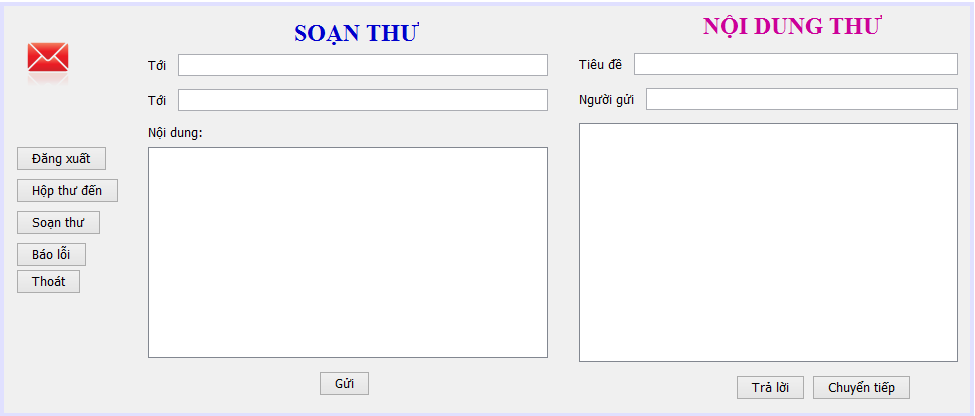 Đăng xuất
Hộp thư đến
Soạn thư
Báo lỗi
Thoát
SOẠN THƯ
Tới
Tới
Nội dung:
Gửi
NỘI DUNG THƯ
Tiêu đề
Người gửi
Trả lời
Chuyển tiếp